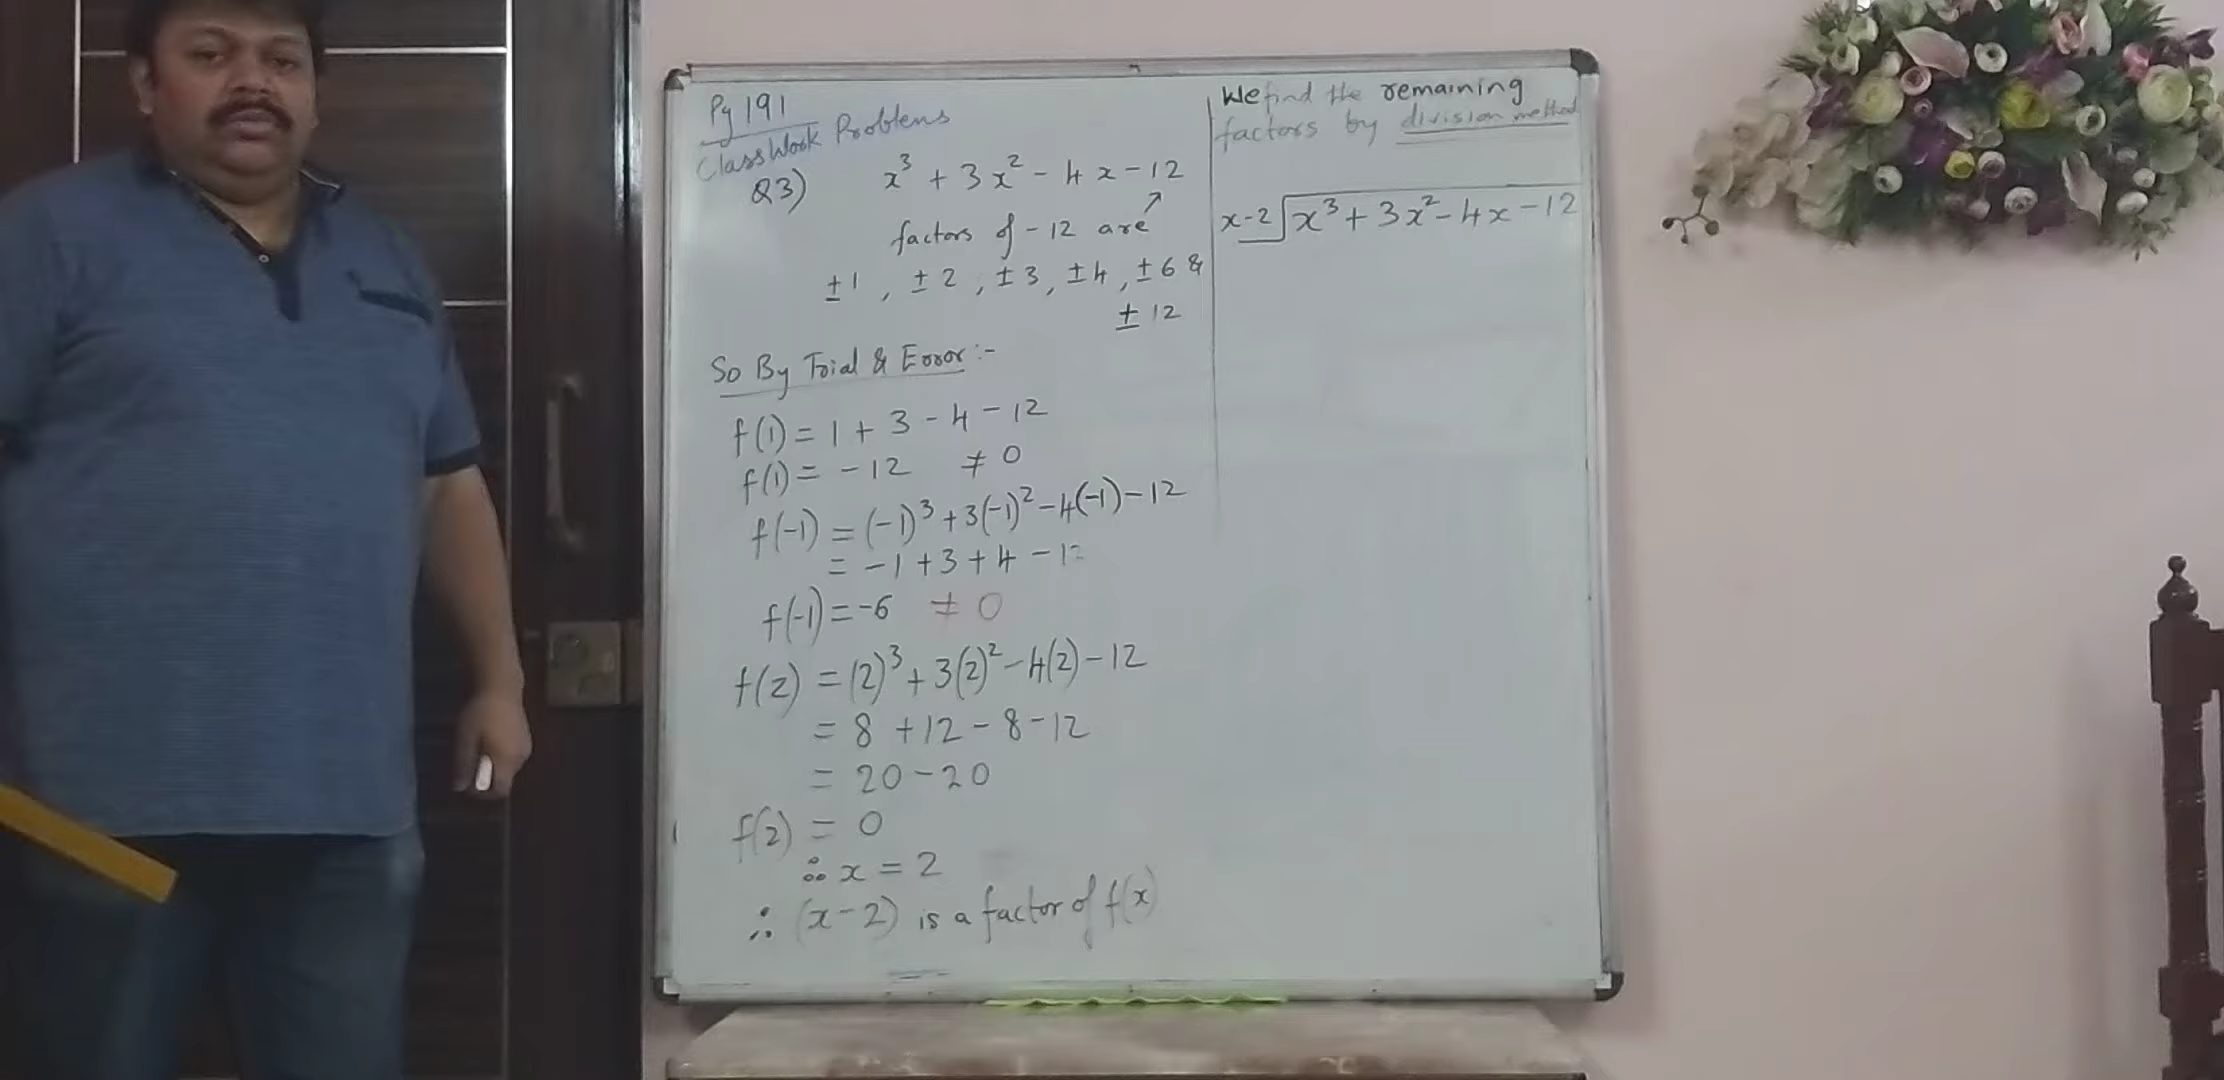 Pg 191
Classwork Problems
Q3) x³ + 3x² - 4x - 12
factors of - 12 are
±1, ±2, ±3, ±4, ±6 &
± 12
So By Trial & Error :-
f(1) = 1 + 3 - 4 - 12
f(1) = - 12 ≠ 0
f(-1) = (-1)³ + 3(-1)² - 4(-1) - 12
= -1 + 3 + 4 - 12
f(-1) = -6 ≠ 0
f(2) = (2)³ + 3(2)² - 4(2) - 12
= 8 + 12 - 8 - 12
= 20 - 20
f(2) = 0
∴ x = 2
∴ (x - 2) is a factor of f(x)
We find the remaining
factors by division method
x-2) x³ + 3x² - 4x - 12